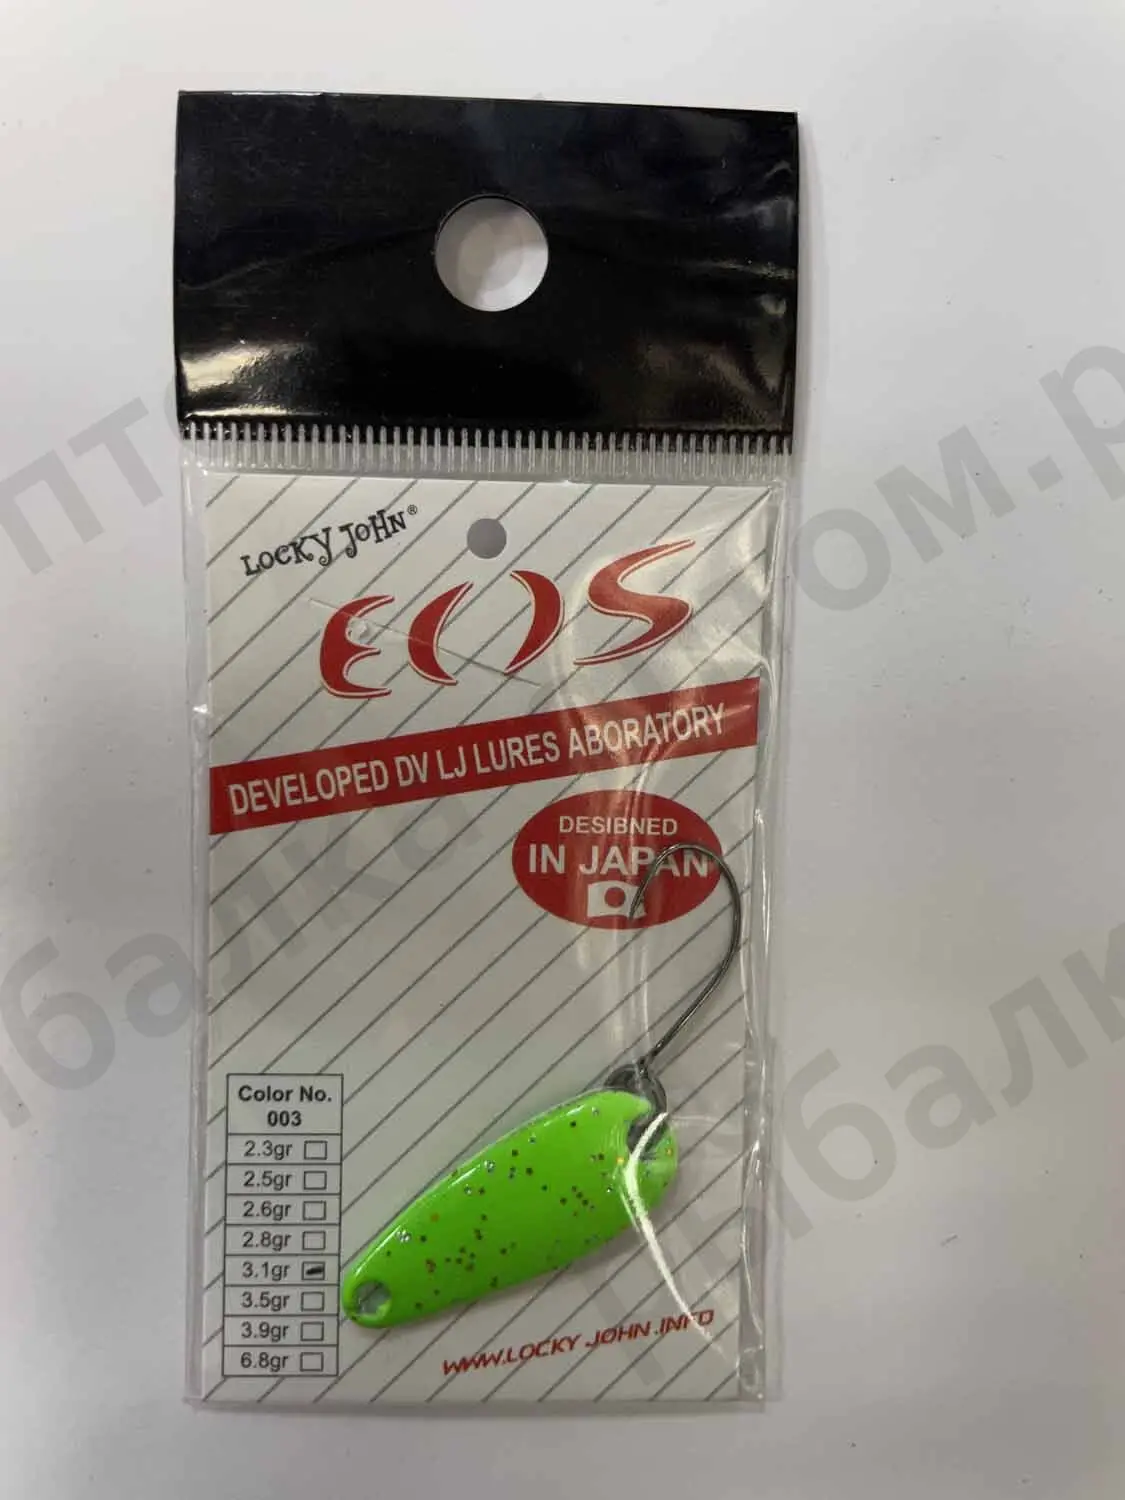 LOCKY JOHN®
EOS
DEVELOPED DV LJ LURES ABORATORY
DESIBNED
IN JAPAN
Color No.
003
2.3gr
2.5gr
2.6gr
2.8gr
3.1gr
3.5gr
3.9gr
6.8gr
WWW.LOCKY JOHN.INFO